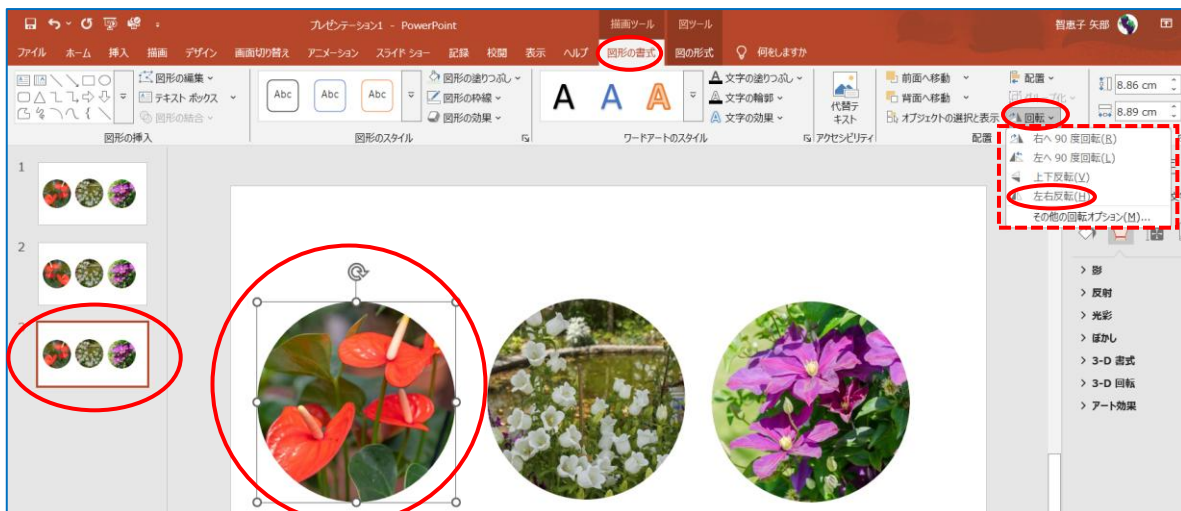 プレゼンテーション1 - PowerPoint
描画ツール 図ツール
智恵子 矢部
ファイル ホーム 挿入 描画 デザイン 画面切り替え アニメーション スライド ショー 記録 校閲 表示 ヘルプ 図形の書式 図の形式 何をしますか
図形の編集
テキスト ボックス
図形の結合
図形の挿入
Abc Abc Abc
図形の塗りつぶし
図形の枠線
図形の効果
図形のスタイル
A A A
A 文字の塗りつぶし
A 文字の輪郭
A 文字の効果
ワードアートのスタイル
代替テ
キスト
アクセシビリティ
前面へ移動
背面へ移動
オブジェクトの選択と表示
配置
グループ化
回転
配置
8.86 cm
8.89 cm
右へ 90 度回転(R)
左へ 90 度回転(L)
上下反転(V)
左右反転(H)
その他の回転オプション(M)...
1
2
> 影
> 反射
> 光彩
> ぼかし
> 3-D 書式
> 3-D 回転
> アート効果